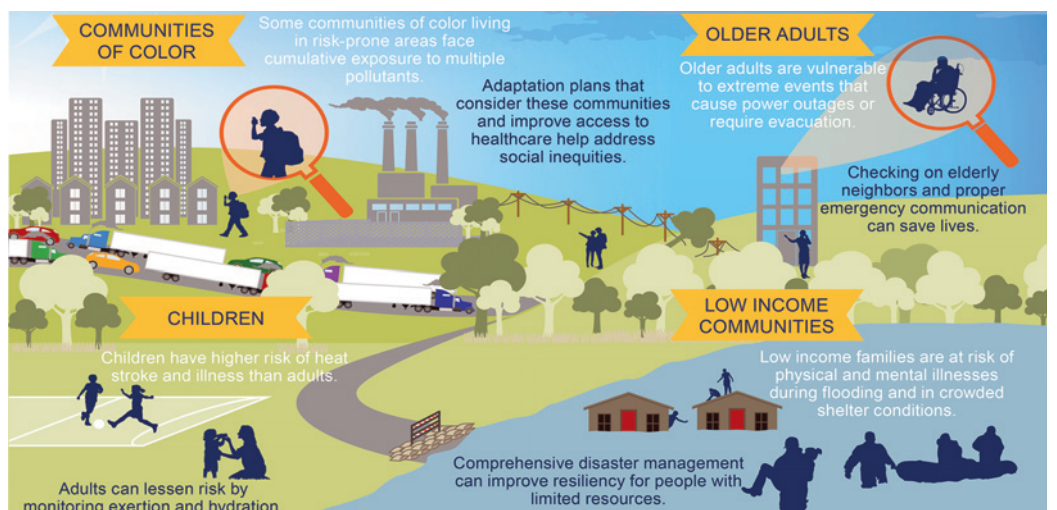 COMMUNITIES
OF COLOR
Some communities of color living
in risk-prone areas face
cumulative exposure to multiple
pollutants.
Adaptation plans that
consider these communities
and improve access to
healthcare help address
social inequities.
OLDER ADULTS
Older adults are vulnerable
to extreme events that
cause power outages or
require evacuation.
Checking on elderly
neighbors and proper
emergency communication
can save lives.
CHILDREN
Children have higher risk of heat
stroke and illness than adults.
Adults can lessen risk by
monitoring exertion and hydration
LOW INCOME
COMMUNITIES
Low income families are at risk of
physical and mental illnesses
during flooding and in crowded
shelter conditions.
Comprehensive disaster management
can improve resiliency for people with
limited resources.